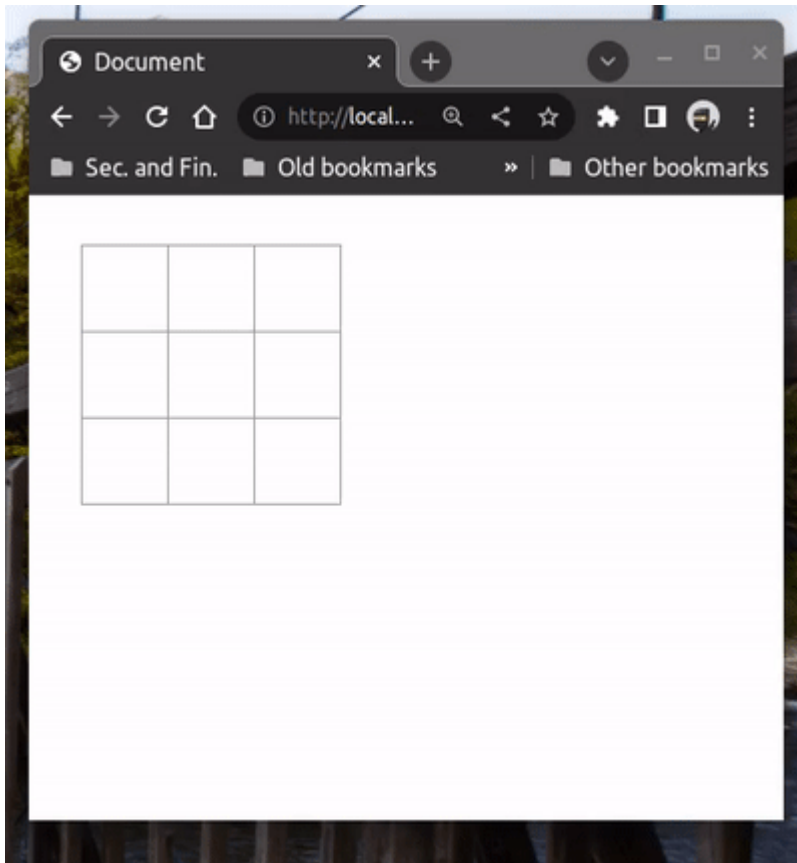 Document
http://local...
Sec. and Fin. Old bookmarks » Other bookmarks